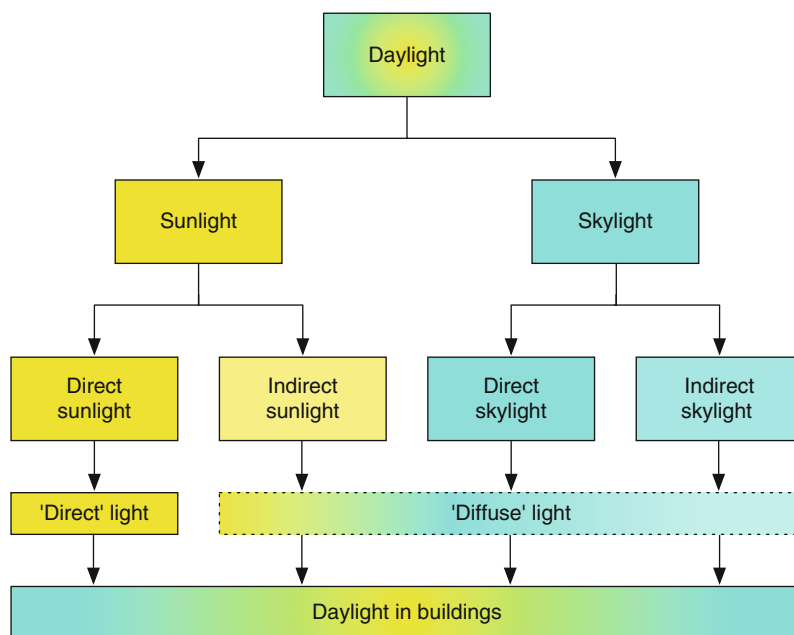 Daylight
Sunlight
Skylight
Direct
sunlight
Indirect
sunlight
Direct
skylight
Indirect
skylight
'Direct' light
'Diffuse' light
Daylight in buildings